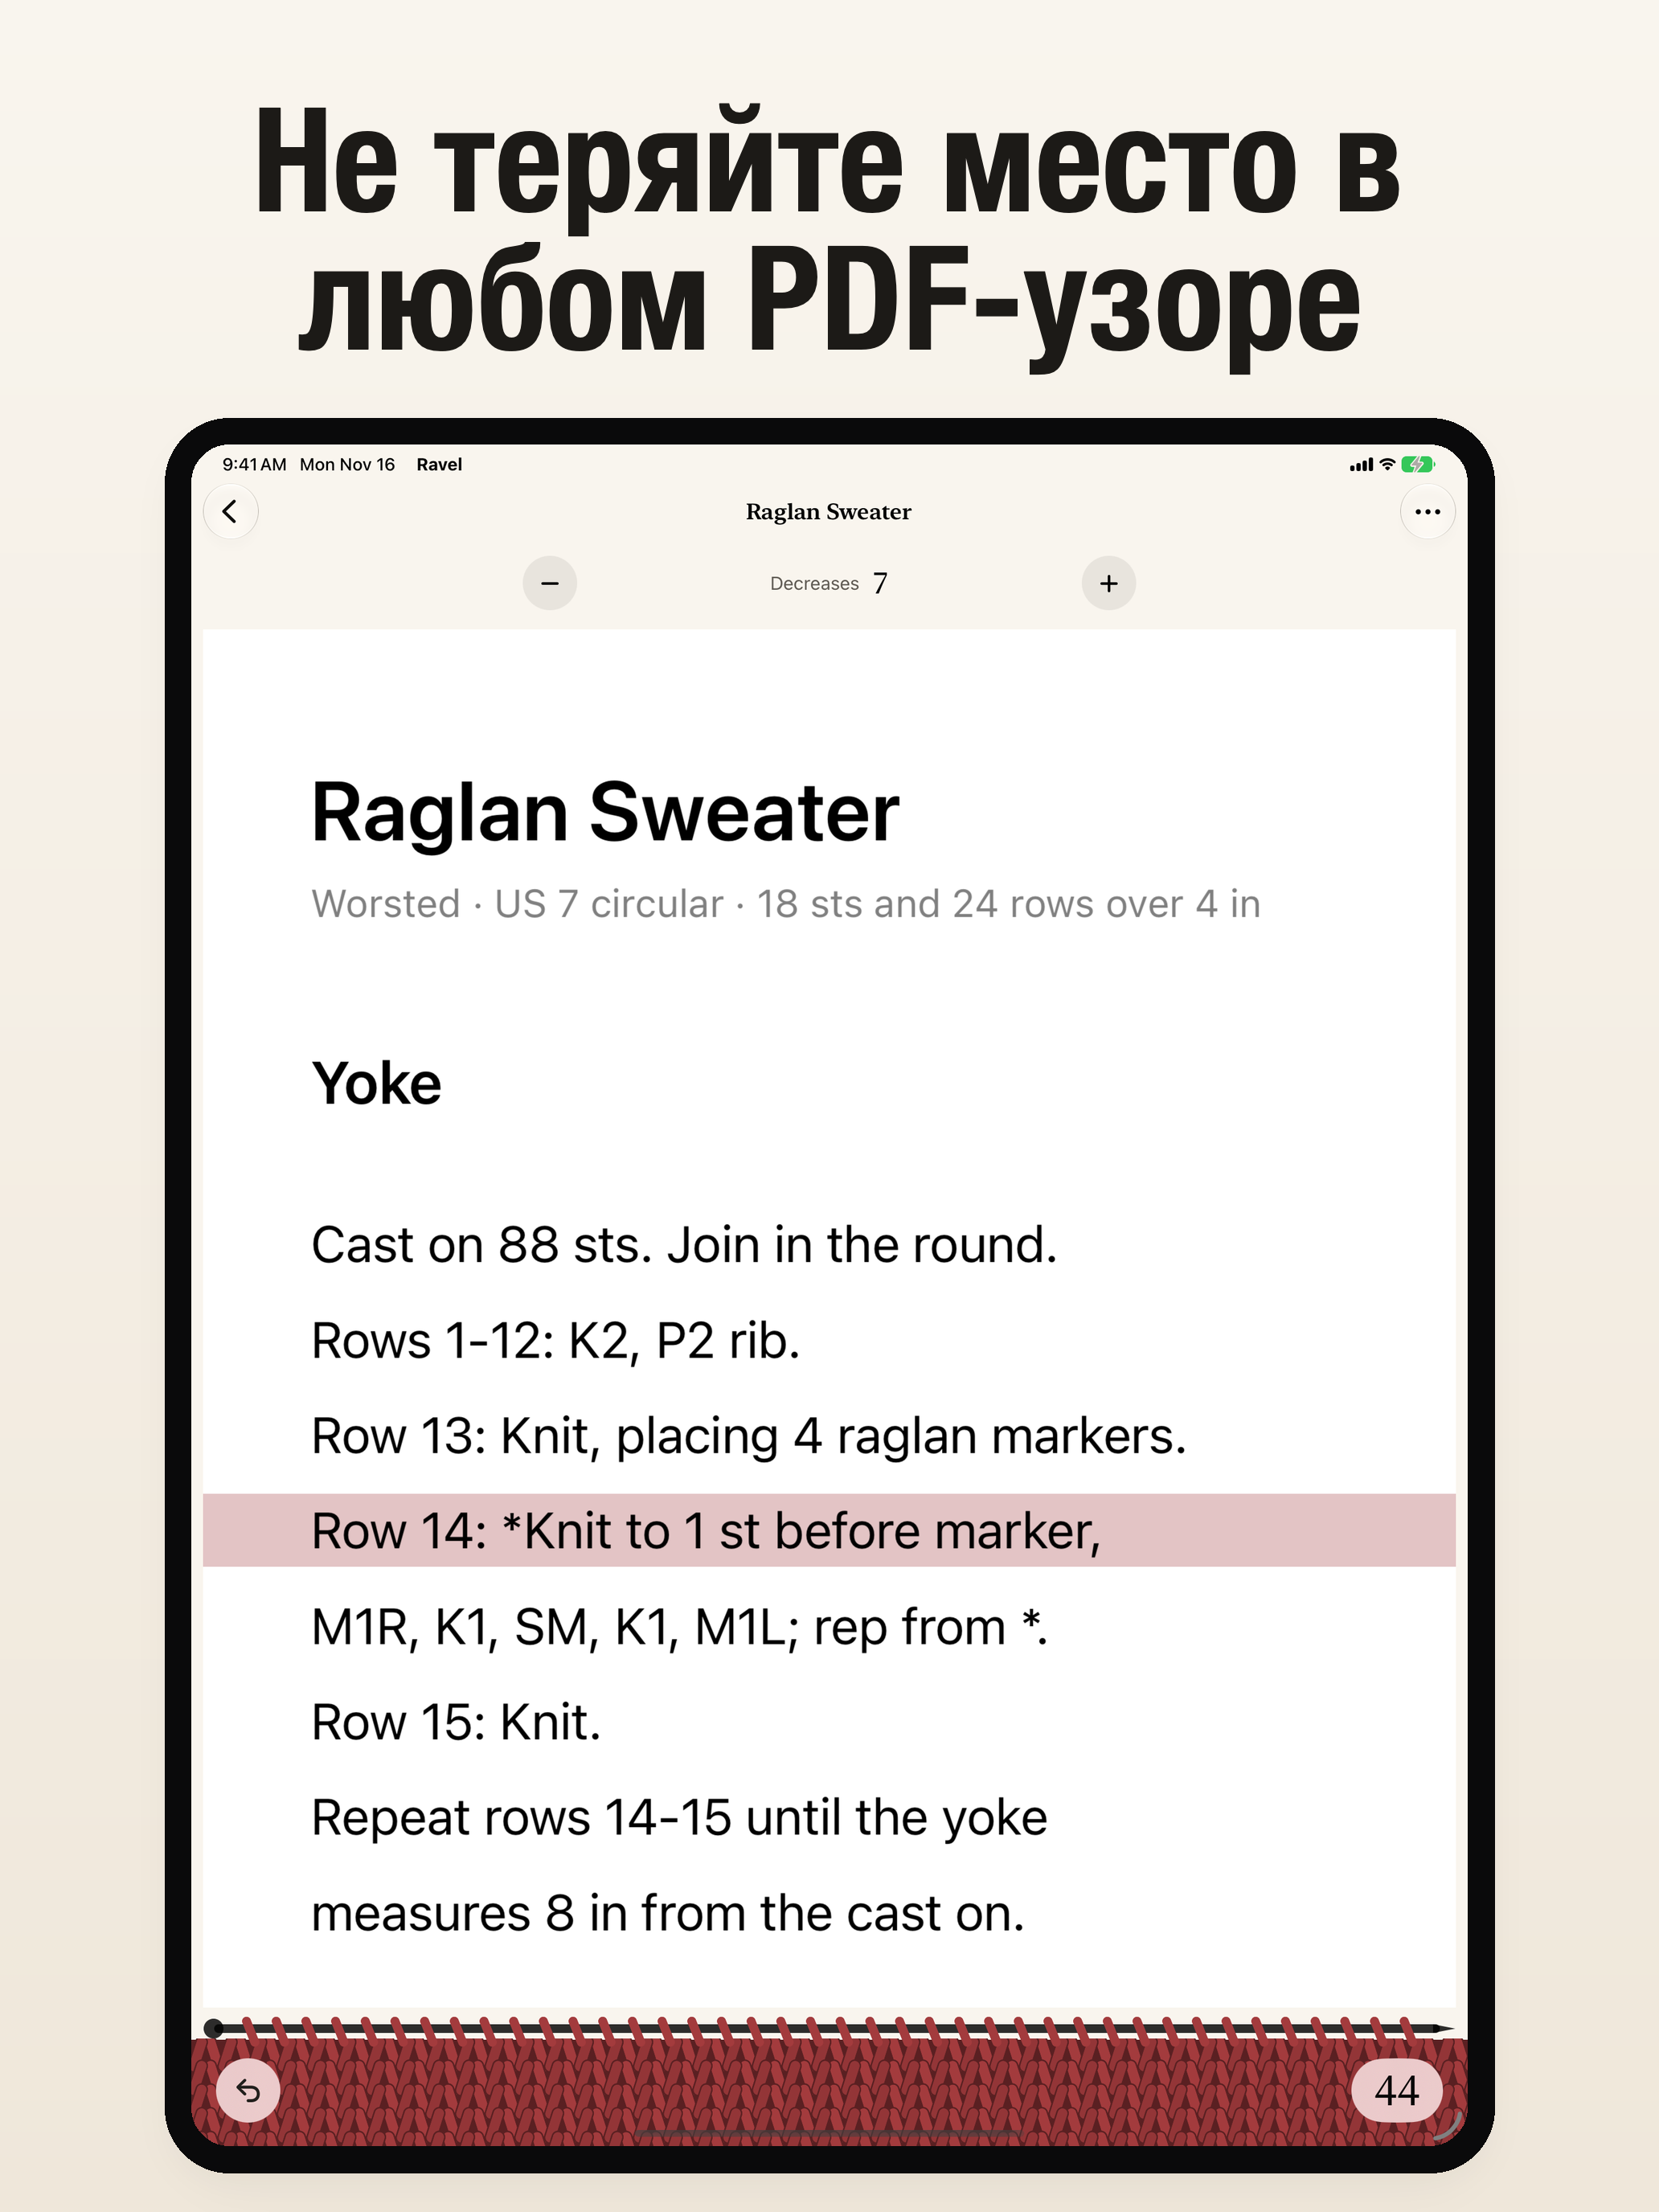 Не теряйте место в
любом PDF-узоре
9:41 AM Mon Nov 16 Ravel
Raglan Sweater
Decreases 7
Raglan Sweater
Worsted · US 7 circular · 18 sts and 24 rows over 4 in
Yoke
Cast on 88 sts. Join in the round.
Rows 1-12: K2, P2 rib.
Row 13: Knit, placing 4 raglan markers.
Row 14: *Knit to 1 st before marker,
M1R, K1, SM, K1, M1L; rep from *.
Row 15: Knit.
Repeat rows 14-15 until the yoke
measures 8 in from the cast on.
44